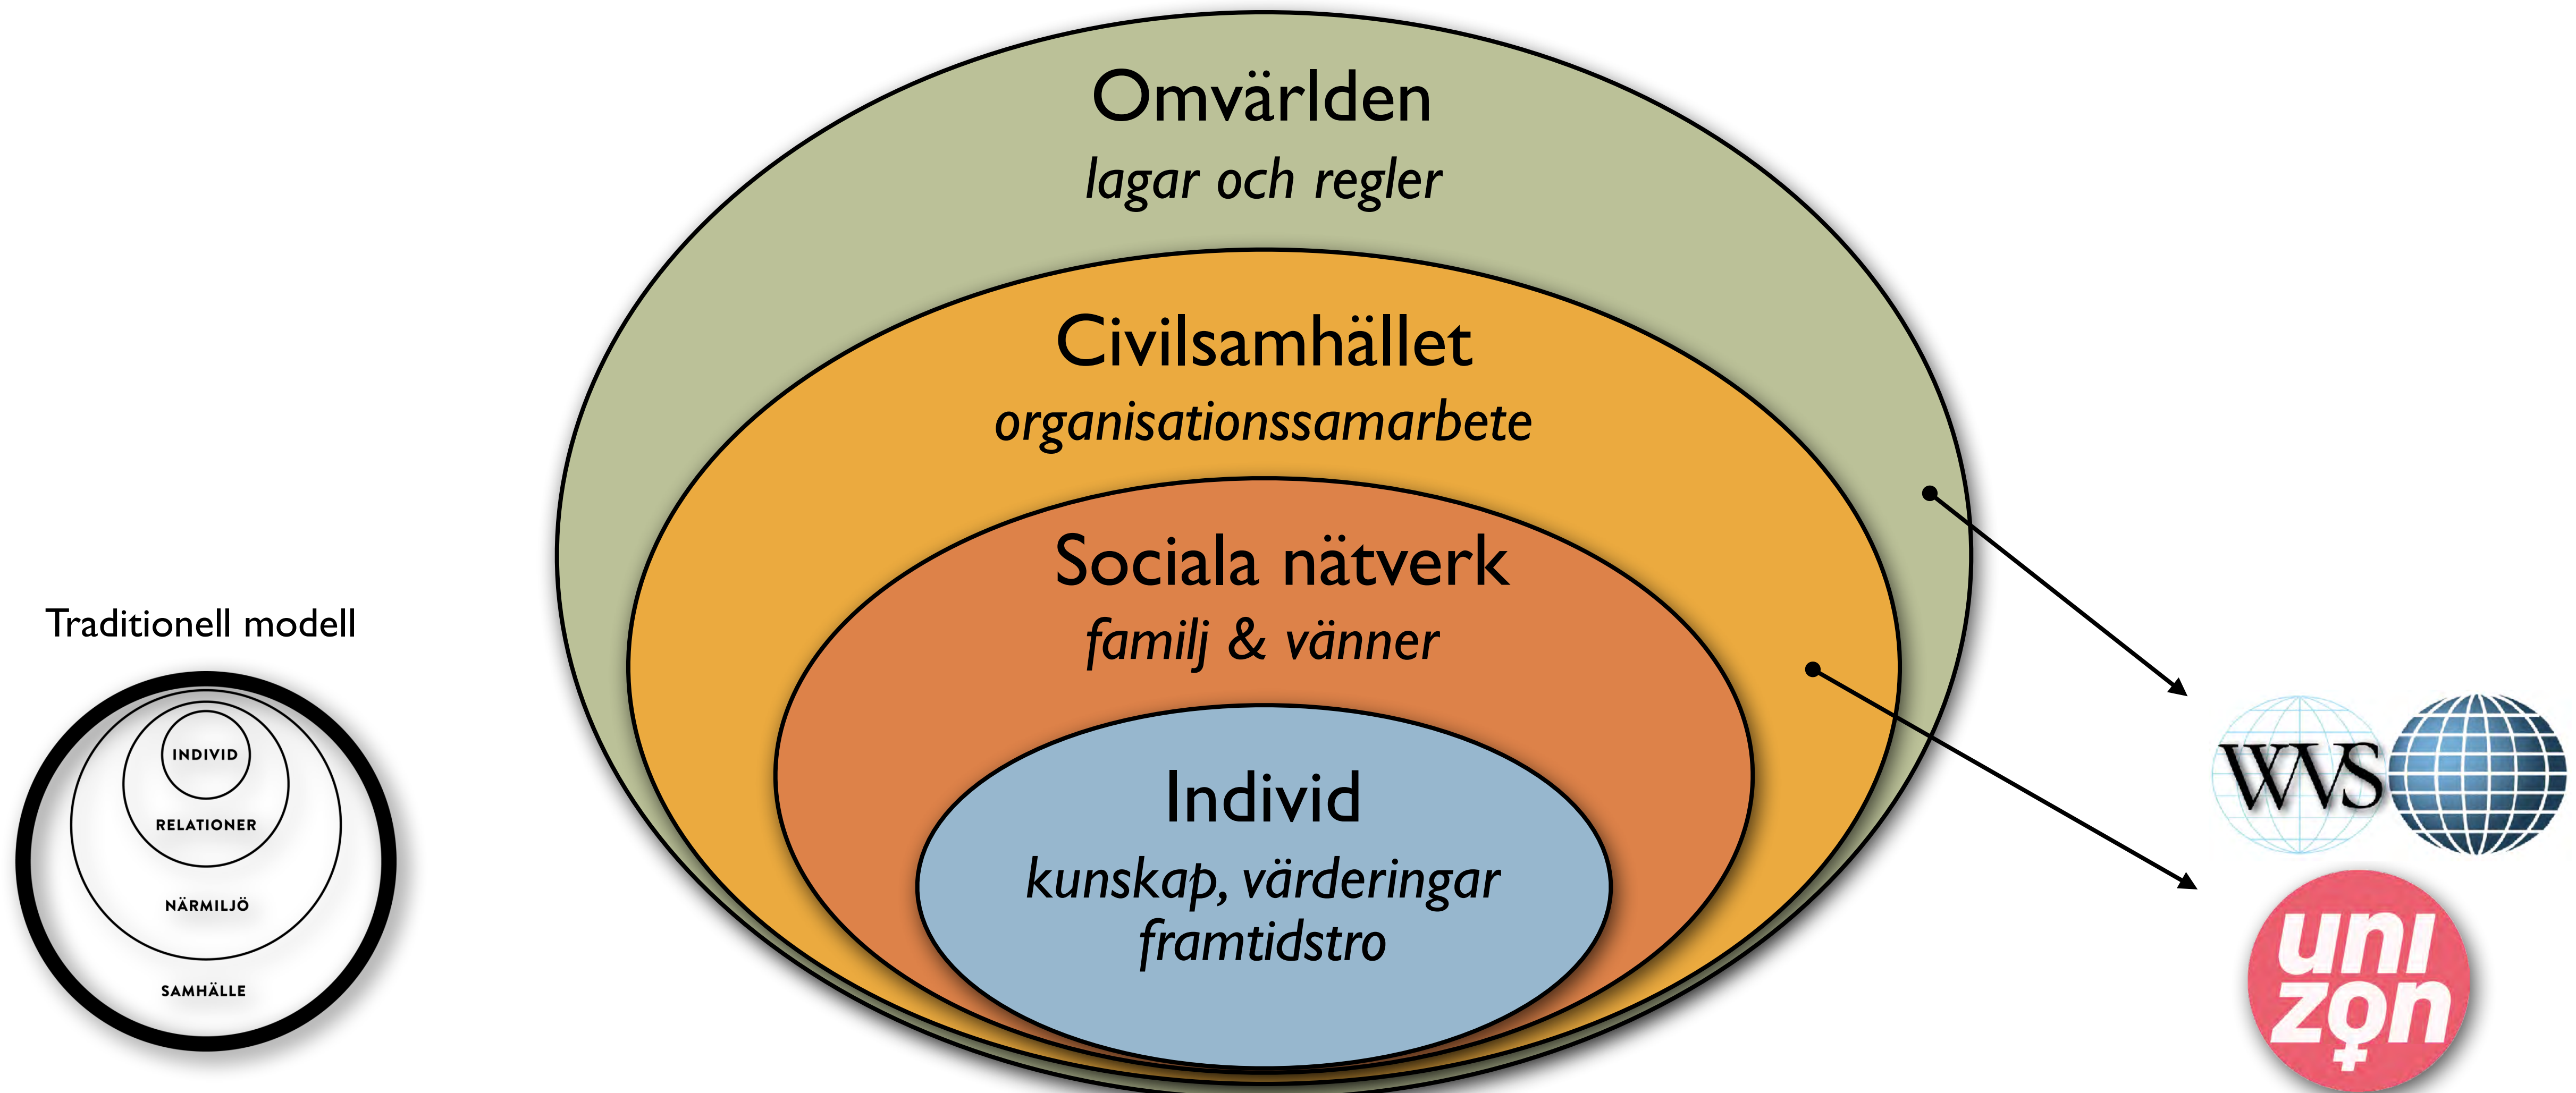 Omvärlden
lagar och regler
Civilsamhället
organisationssamarbete
Sociala nätverk
familj & vänner
Individ
kunskap, värderingar
framtidstro
Traditionell modell
INDIVID
RELATIONER
NÄRMILJÖ
SAMHÄLLE
WVS
uni
zon